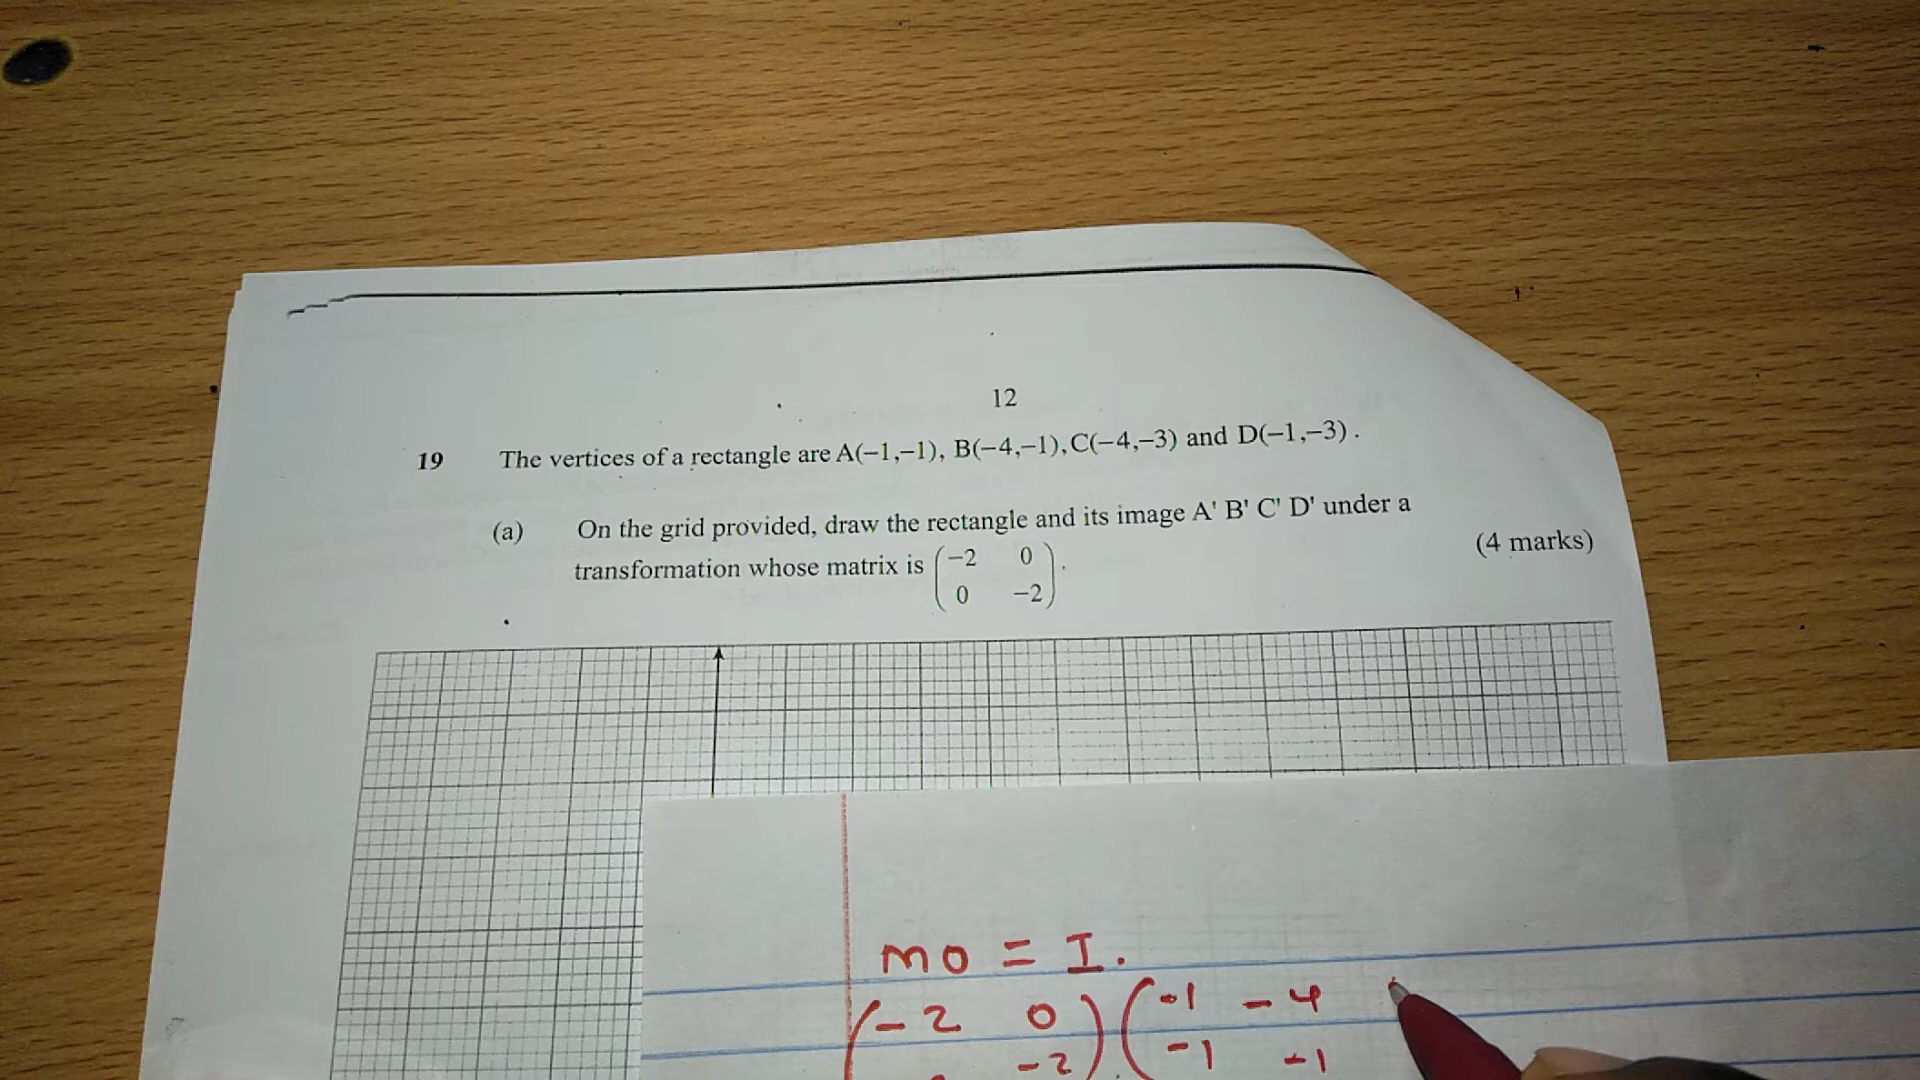 12
19 The vertices of a rectangle are A(−1,−1), B(−4,−1), C(−4,−3) and D(−1,−3).
(a) On the grid provided, draw the rectangle and its image A' B' C' D' under a
transformation whose matrix is (−2 0
0 −2). (4 marks)
mo = I.
(-2 0)(-1 -4
-2) -1 -1